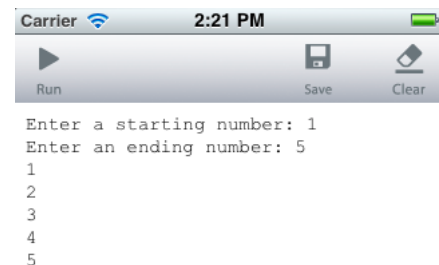 Carrier 2:21 PM
Run Save Clear
Enter a starting number: 1
Enter an ending number: 5
1
2
3
4
5